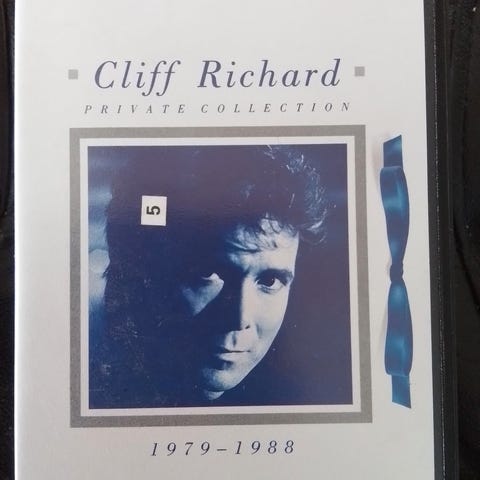 Cliff Richard
PRIVATE COLLECTION
5
1979–1988